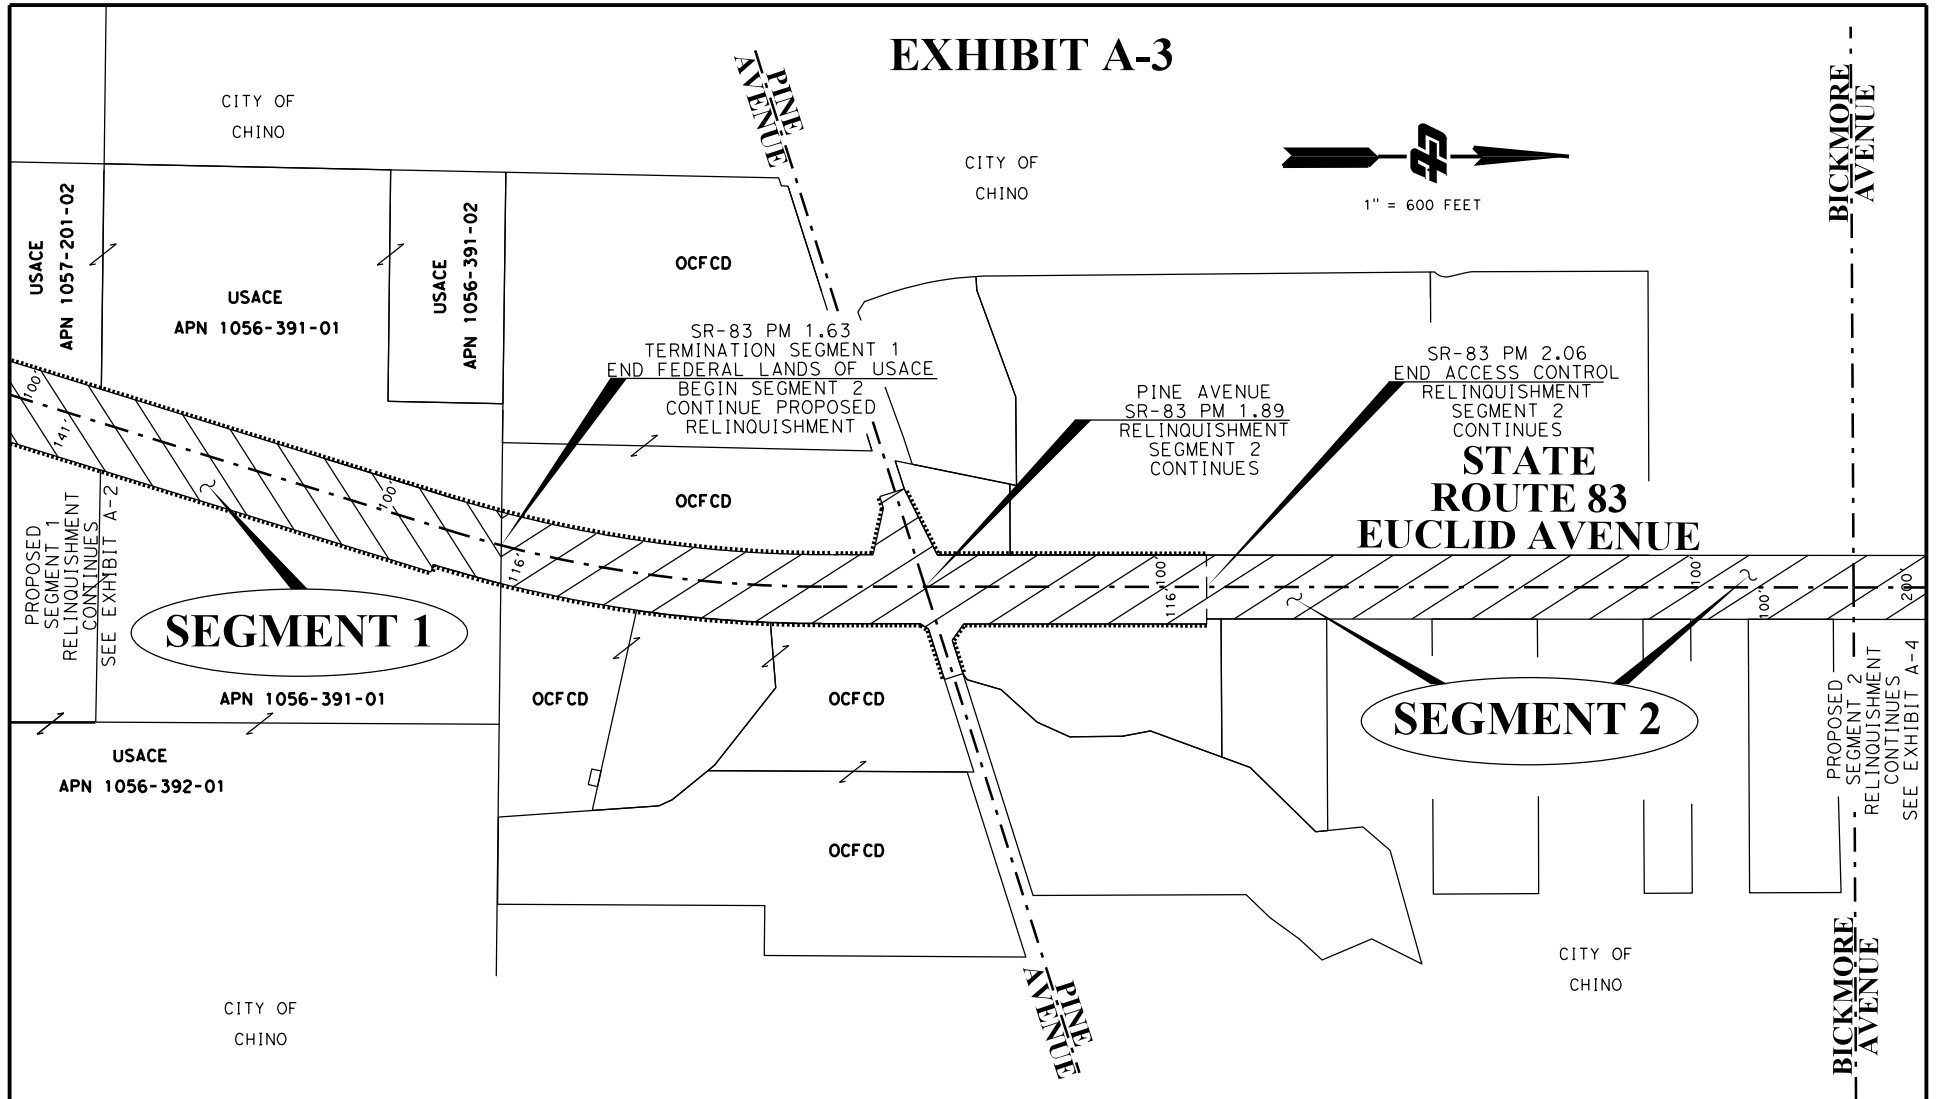 EXHIBIT A-3
CITY OF
CHINO
PINE
AVENUE
CITY OF
CHINO
1" = 600 FEET
BICKMORE
AVENUE
USACE
APN 1057-201-02
USACE
APN 1056-391-01
USACE
APN 1056-391-02
OCFCD
SR-83 PM 1.63
TERMINATION SEGMENT 1
END FEDERAL LANDS OF USACE
BEGIN SEGMENT 2
CONTINUE PROPOSED
RELINQUISHMENT
PINE AVENUE
SR-83 PM 1.89
RELINQUISHMENT
SEGMENT 2
CONTINUES
SR-83 PM 2.06
END ACCESS CONTROL
RELINQUISHMENT
SEGMENT 2
CONTINUES
STATE
ROUTE 83
EUCLID AVENUE
OCFCD
100'
141'
100'
116'
100'
116'
100'
100'
200'
PROPOSED
SEGMENT 1
RELINQUISHMENT
CONTINUES
SEE EXHIBIT A-2
SEGMENT 1
APN 1056-391-01
USACE
APN 1056-392-01
OCFCD
OCFCD
OCFCD
SEGMENT 2
PROPOSED
SEGMENT 2
RELINQUISHMENT
CONTINUES
SEE EXHIBIT A-4
CITY OF
CHINO
PINE
AVENUE
CITY OF
CHINO
BICKMORE
AVENUE